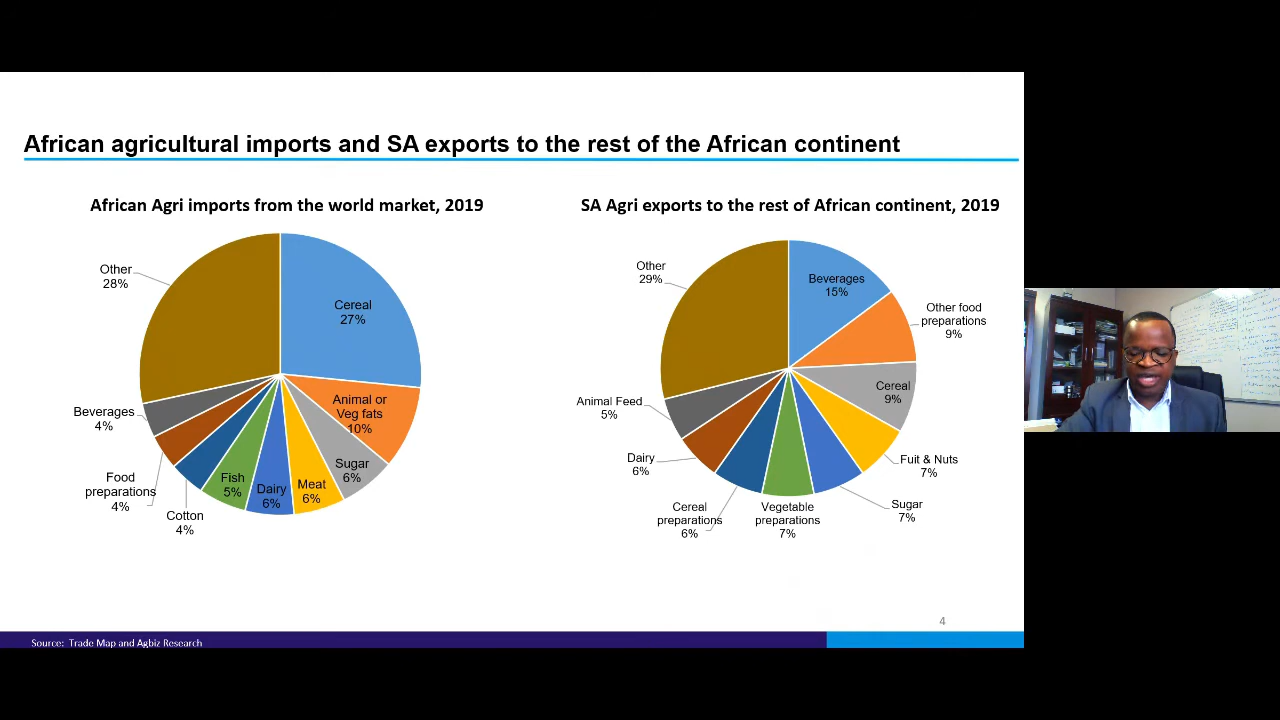 African agricultural imports and SA exports to the rest of the African continent
African Agri imports from the world market, 2019
Other
28%
Cereal
27%
Animal or
Veg fats
10%
Sugar
6%
Meat
6%
Dairy
6%
Fish
5%
Cotton
4%
Food
preparations
4%
Beverages
4%
SA Agri exports to the rest of African continent, 2019
Other
29%
Beverages
15%
Other food
preparations
9%
Cereal
9%
Fuit & Nuts
7%
Sugar
7%
Vegetable
preparations
7%
Cereal
preparations
6%
Dairy
6%
Animal Feed
5%
4
Source: Trade Map and Agbiz Research